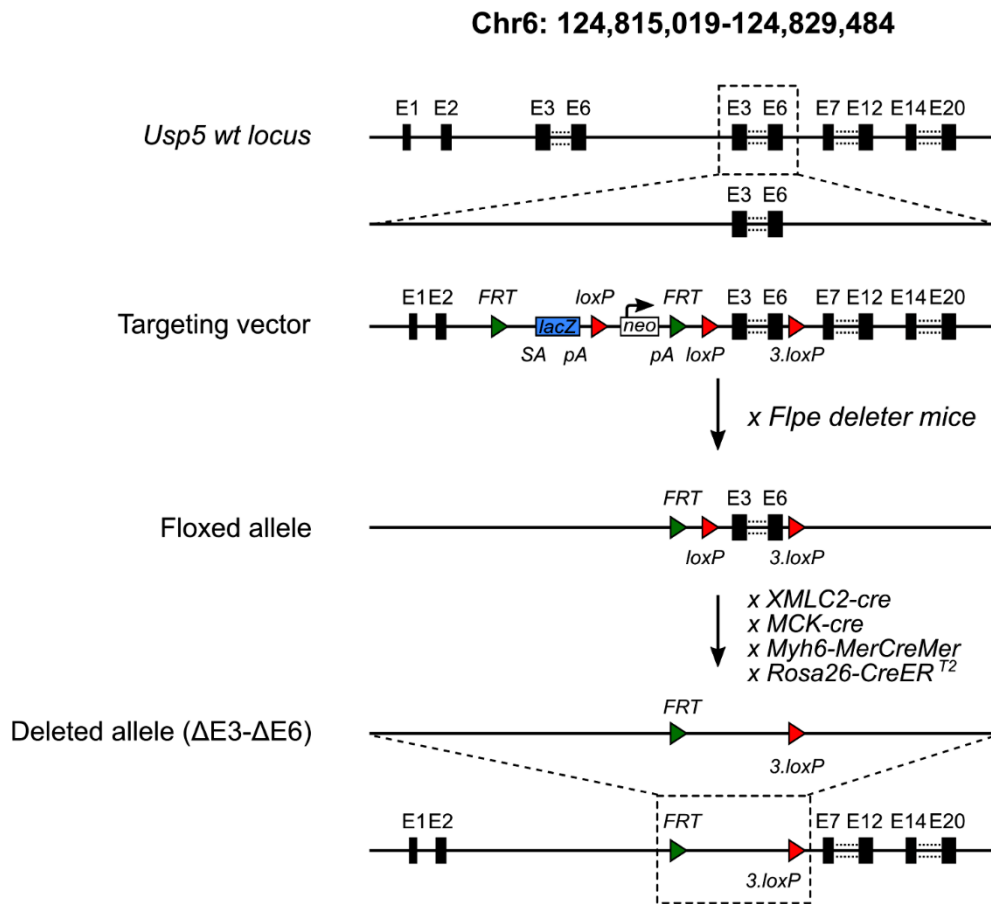 Chr6: 124,815,019-124,829,484
E1 E2 E3 E6 E3 E6 E7 E12 E14 E20
Usp5 wt locus
E3 E6
E1 E2 FRT loxP FRT E3 E6 E7 E12 E14 E20
Targeting vector lacZ neo
SA pA pA loxP 3.loxP
x Flpe deleter mice
FRT E3 E6
Floxed allele
loxP 3.loxP
x XMLC2-cre
x MCK-cre
x Myh6-MerCreMer
x Rosa26-CreER T2
FRT
Deleted allele (ΔE3-ΔE6)
3.loxP
E1 E2 FRT E7 E12 E14 E20
3.loxP